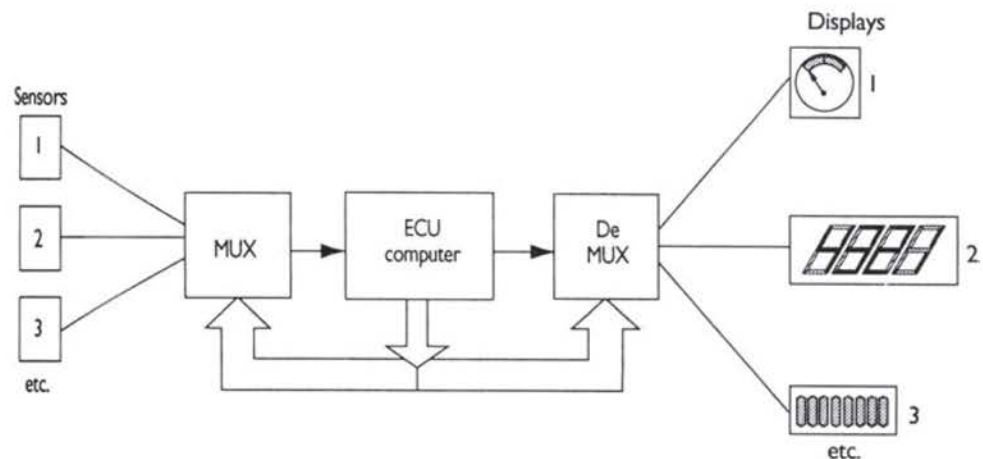 Displays
1
Sensors
1
2
3
etc.
MUX
ECU
computer
De
MUX
2
3
etc.